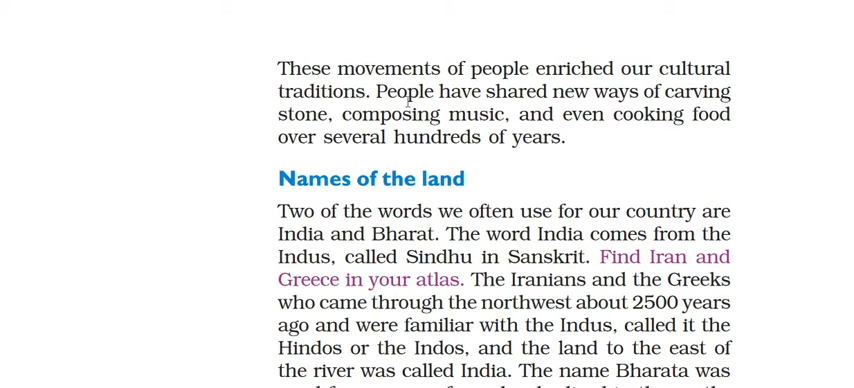 These movements of people enriched our cultural
traditions. People have shared new ways of carving
stone, composing music, and even cooking food
over several hundreds of years.
Names of the land
Two of the words we often use for our country are
India and Bharat. The word India comes from the
Indus, called Sindhu in Sanskrit. Find Iran and
Greece in your atlas. The Iranians and the Greeks
who came through the northwest about 2500 years
ago and were familiar with the Indus, called it the
Hindos or the Indos, and the land to the east of
the river was called India. The name Bharata was